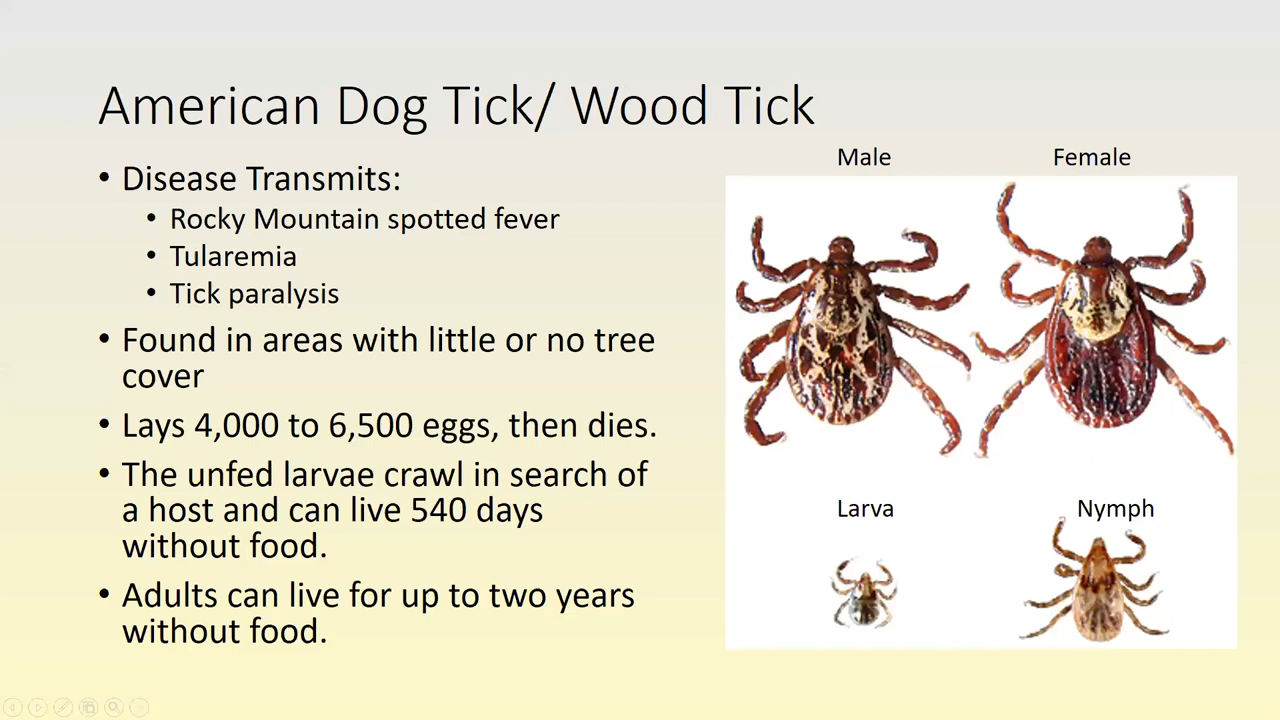 American Dog Tick/ Wood Tick
• Disease Transmits:
• Rocky Mountain spotted fever
• Tularemia
• Tick paralysis
• Found in areas with little or no tree
cover
• Lays 4,000 to 6,500 eggs, then dies.
• The unfed larvae crawl in search of
a host and can live 540 days
without food.
• Adults can live for up to two years
without food.
Male
Female
Larva
Nymph